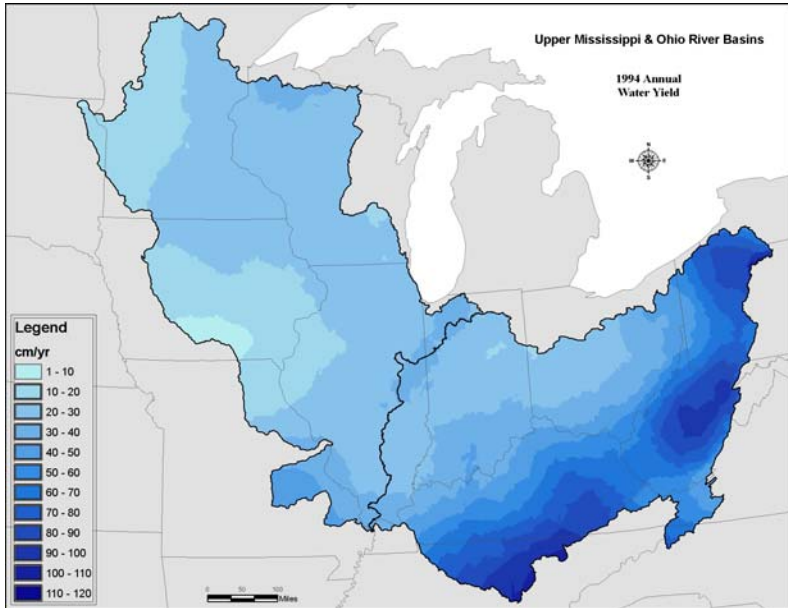 Upper Mississippi & Ohio River Basins
1994 Annual
Water Yield
N
W
E
S
Legend
cm/yr
1 - 10
10 - 20
20 - 30
30 - 40
40 - 50
50 - 60
60 - 70
70 - 80
80 - 90
90 - 100
100 - 110
110 - 120
0 50 100
Miles